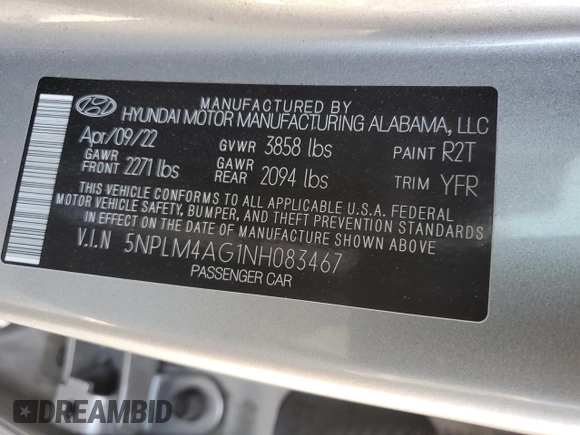 MANUFACTURED BY
HYUNDAI MOTOR MANUFACTURING ALABAMA, LLC
Apr/09/22 GVWR 3858 lbs PAINT R2T
GAWR FRONT 2271 lbs GAWR REAR 2094 lbs TRIM YFR
THIS VEHICLE CONFORMS TO ALL APPLICABLE U.S.A. FEDERAL
MOTOR VEHICLE SAFETY, BUMPER, AND THEFT PREVENTION STANDARDS
IN EFFECT ON THE DATE OF MANUFACTURE SHOWN ABOVE
V.I.N 5NPLM4AG1NH083467
PASSENGER CAR
DREAMBID